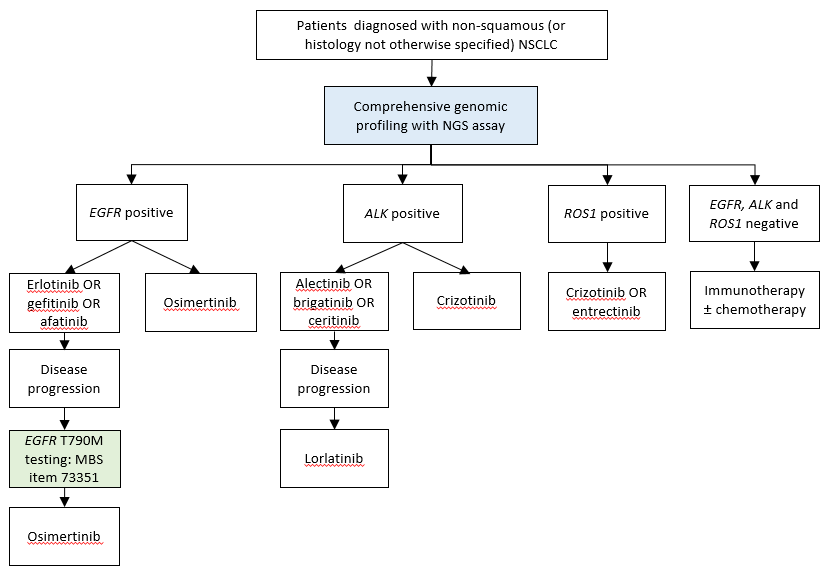 Patients diagnosed with non-squamous (or
histology not otherwise specified) NSCLC
Comprehensive genomic
profiling with NGS assay
EGFR positive
ALK positive
ROS1 positive
EGFR, ALK and
ROS1 negative
Erlotinib OR
gefitinib OR
afatinib
Osimertinib
Alectinib OR
brigatinib OR
ceritinib
Crizotinib
Crizotinib OR
entrectinib
Immunotherapy
± chemotherapy
Disease
progression
Disease
progression
EGFR T790M
testing: MBS
item 73351
Lorlatinib
Osimertinib